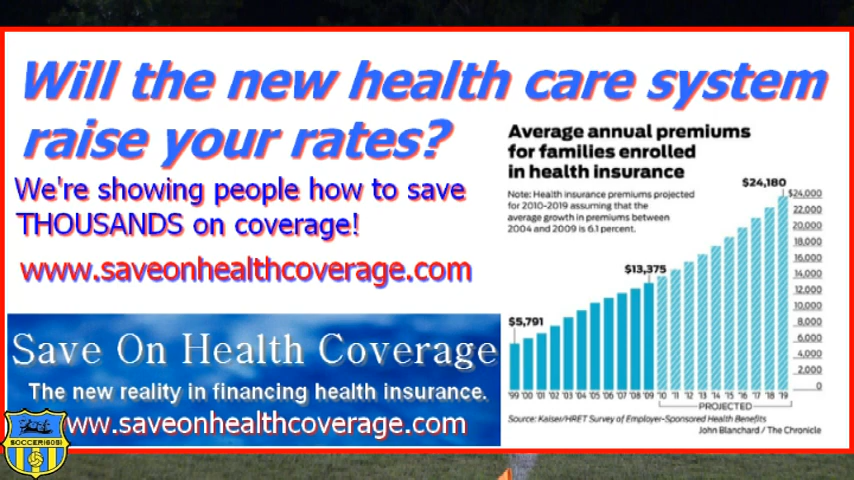 Will the new health care system
raise your rates?
We're showing people how to save
THOUSANDS on coverage!
www.saveonhealthcoverage.com
Save On Health Coverage
The new reality in financing health insurance.
www.saveonhealthcoverage.com
SOCCER1508
Average annual premiums
for families enrolled
in health insurance
Note: Health insurance premiums projected
for 2010-2019 assuming that the
average growth in premiums between
2004 and 2009 is 6.1 percent.
$24,180
$24,000
22,000
20,000
18,000
16,000
$13,375
14,000
12,000
10,000
$5,791
8,000
6,000
4,000
2,000
0
'99 '00 '01 '02 '03 '04 '05 '06 '07 '08 '09 '10 '11 '12 '13 '14 '15 '16 '17 '18 '19
PROJECTED
Source: Kaiser/HRET Survey of Employer-Sponsored Health Benefits
John Blanchard / The Chronicle